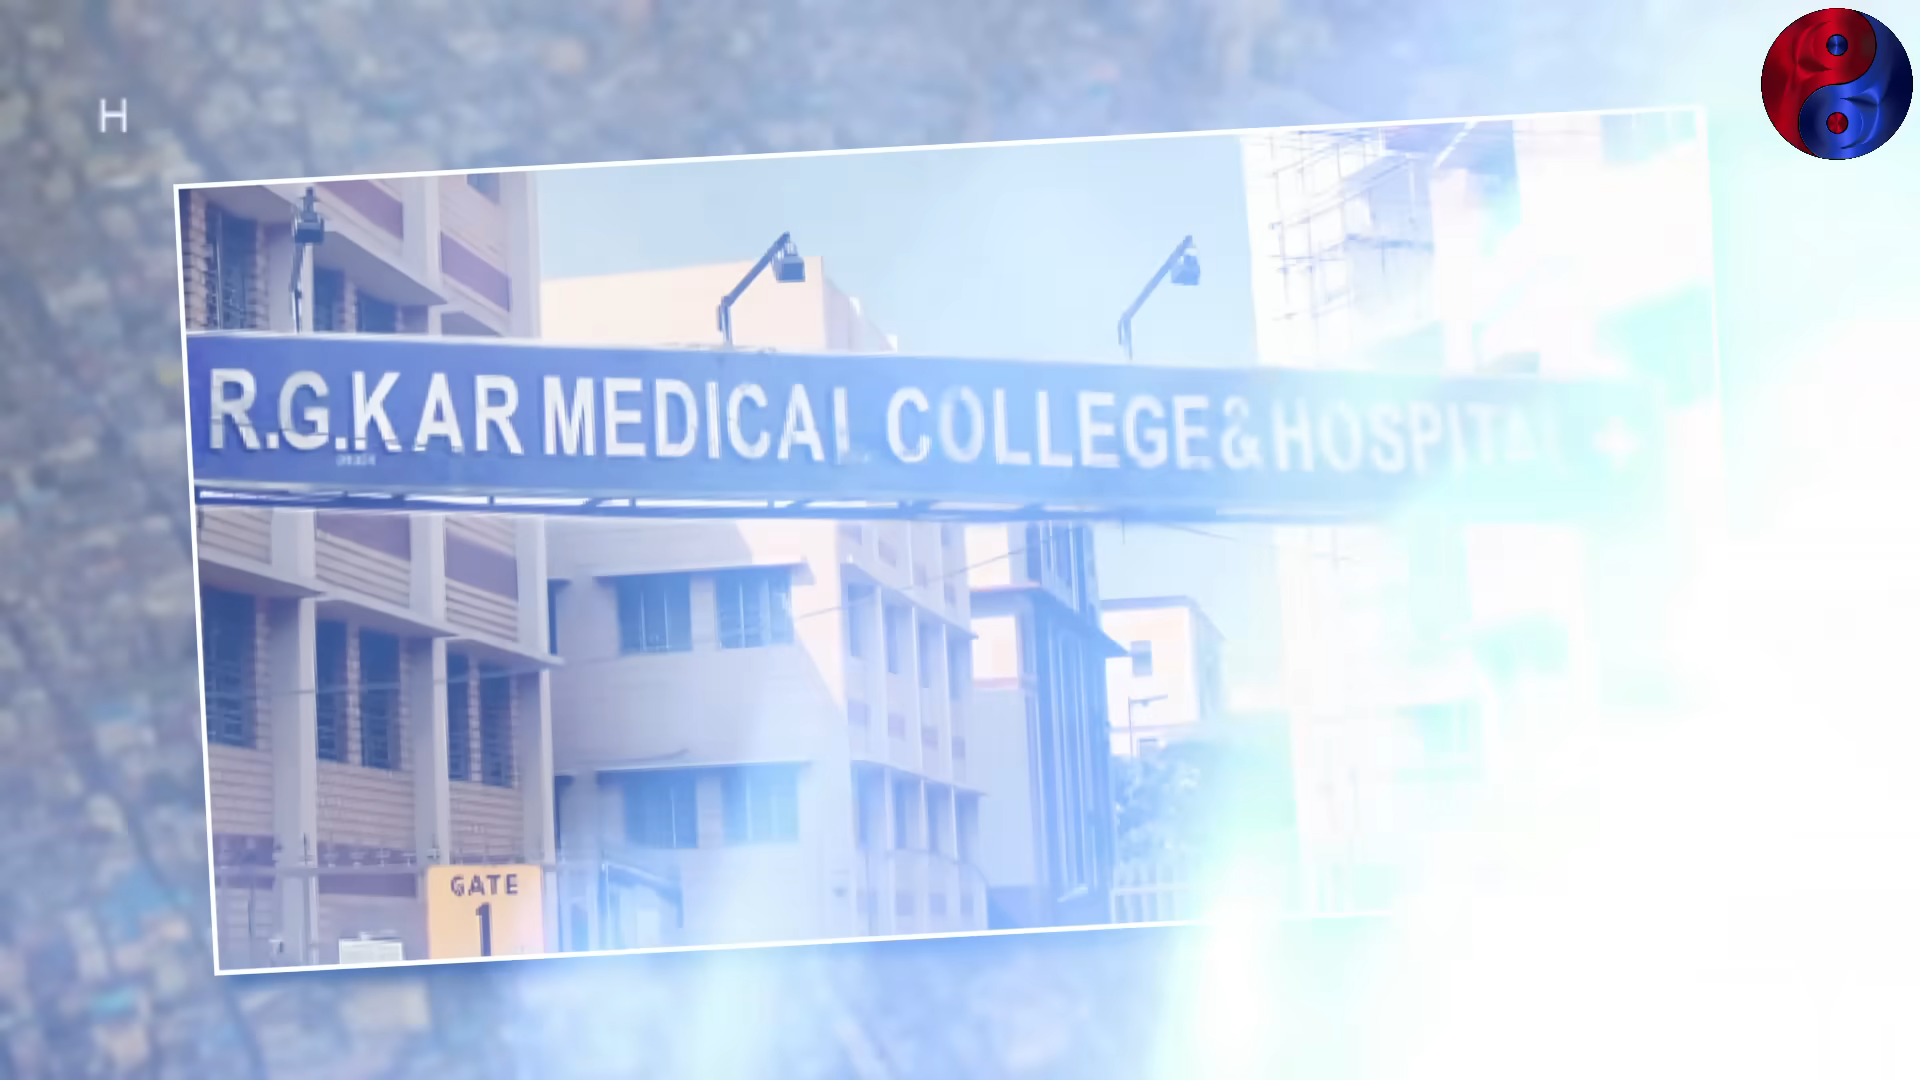 H
R.G.KAR MEDICAL COLLEGE & HOSPITAL
GATE
1